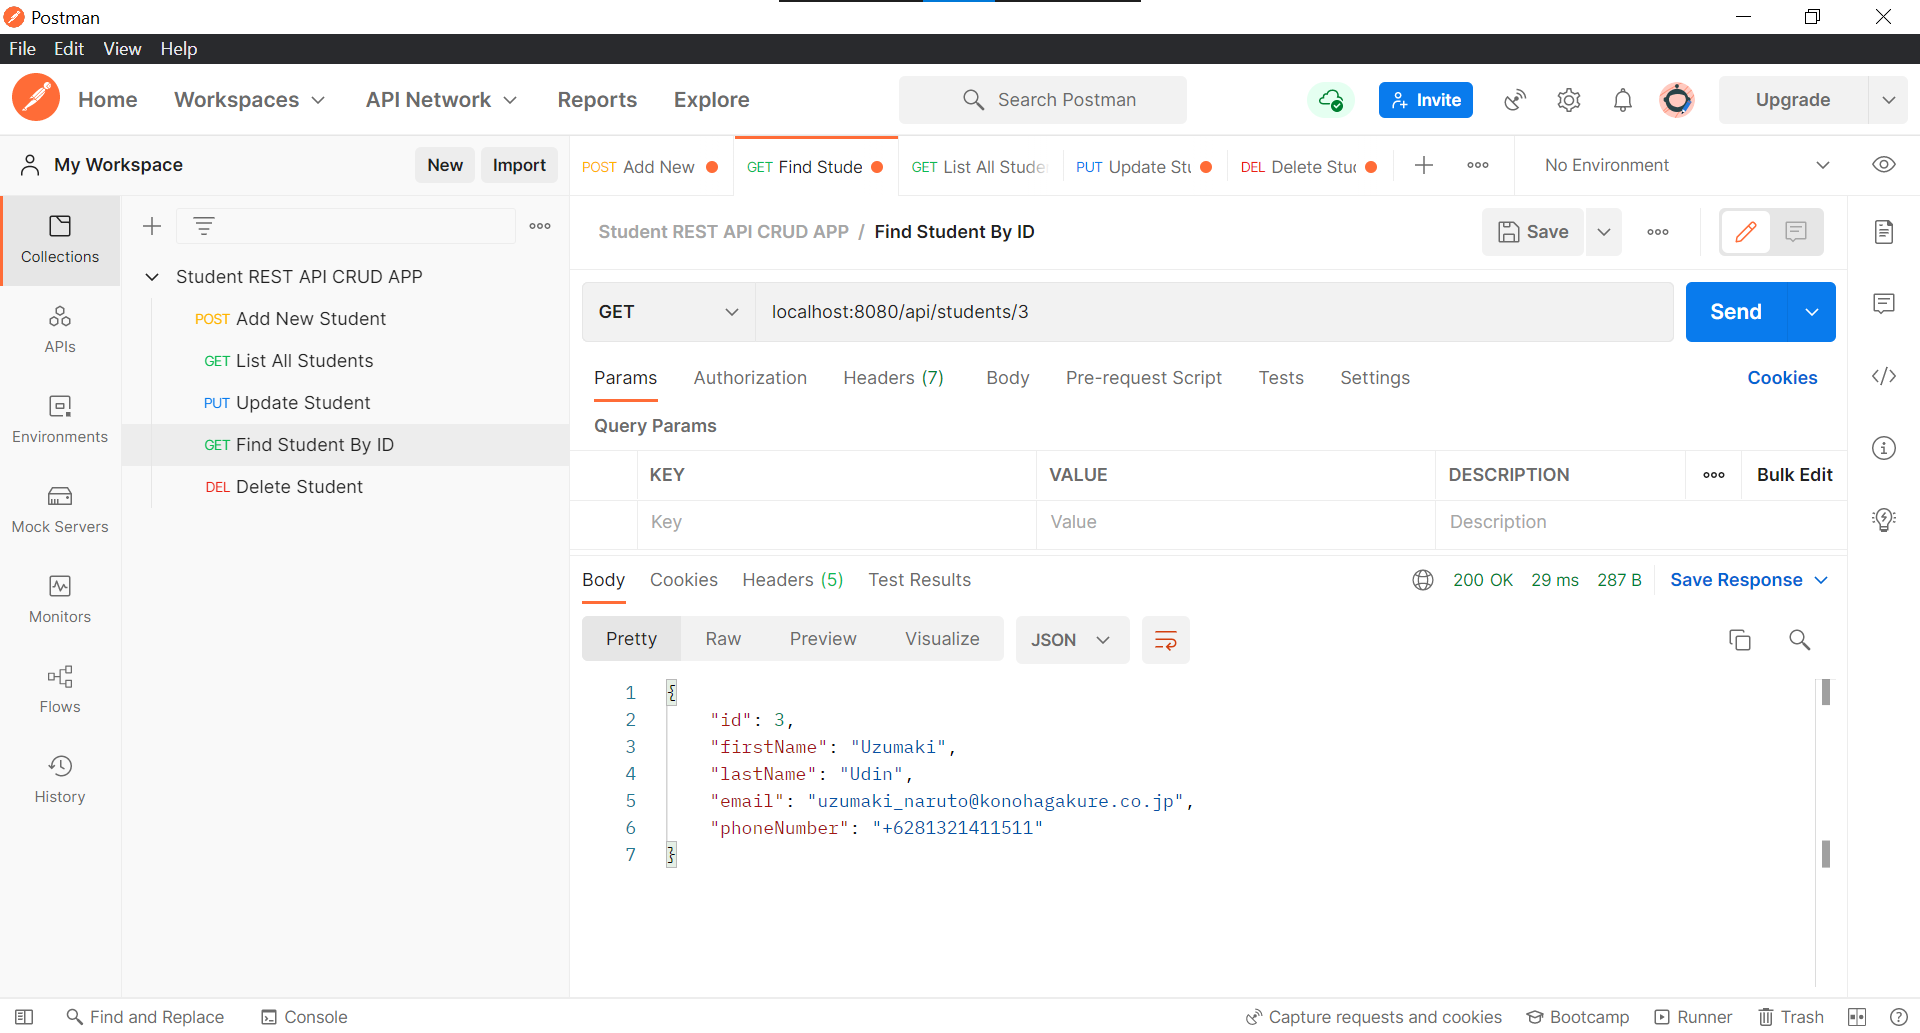 Postman
File Edit View Help
Home Workspaces API Network Reports Explore Search Postman Invite Upgrade
My Workspace New Import
POST Add New GET Find Stude GET List All Stude PUT Update Stu DEL Delete Stuc No Environment
Collections
APIs
Environments
Mock Servers
Monitors
Flows
History
Student REST API CRUD APP
POST Add New Student
GET List All Students
PUT Update Student
GET Find Student By ID
DEL Delete Student
Student REST API CRUD APP / Find Student By ID Save
GET localhost:8080/api/students/3 Send
Params Authorization Headers (7) Body Pre-request Script Tests Settings Cookies
Query Params
KEY VALUE DESCRIPTION Bulk Edit
Key Value Description
Body Cookies Headers (5) Test Results 200 OK 29 ms 287 B Save Response
Pretty Raw Preview Visualize JSON
1 {
2 "id": 3,
3 "firstName": "Uzumaki",
4 "lastName": "Udin",
5 "email": "uzumaki_naruto@konohagakure.co.jp",
6 "phoneNumber": "+6281321411511"
7 }
Find and Replace Console Capture requests and cookies Bootcamp Runner Trash